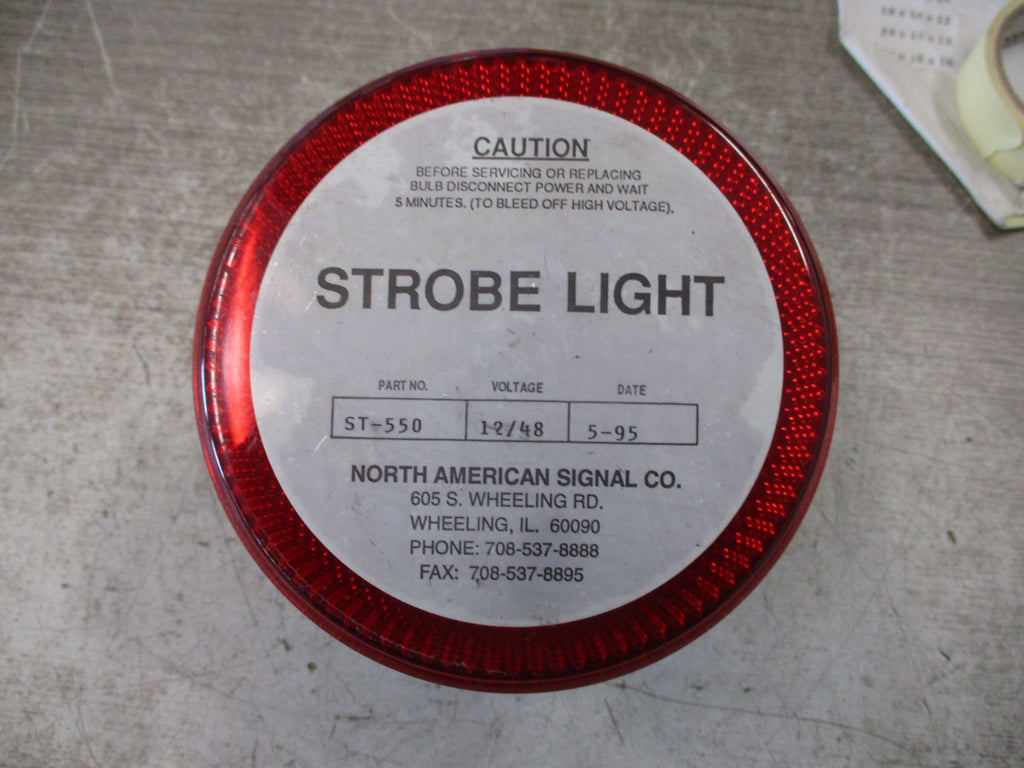 CAUTION
BEFORE SERVICING OR REPLACING
BULB DISCONNECT POWER AND WAIT
5 MINUTES. (TO BLEED OFF HIGH VOLTAGE).
STROBE LIGHT
PART NO. VOLTAGE DATE
ST-550 12/48 5-95
NORTH AMERICAN SIGNAL CO.
605 S. WHEELING RD.
WHEELING, IL. 60090
PHONE: 708-537-8888
FAX: 708-537-8895